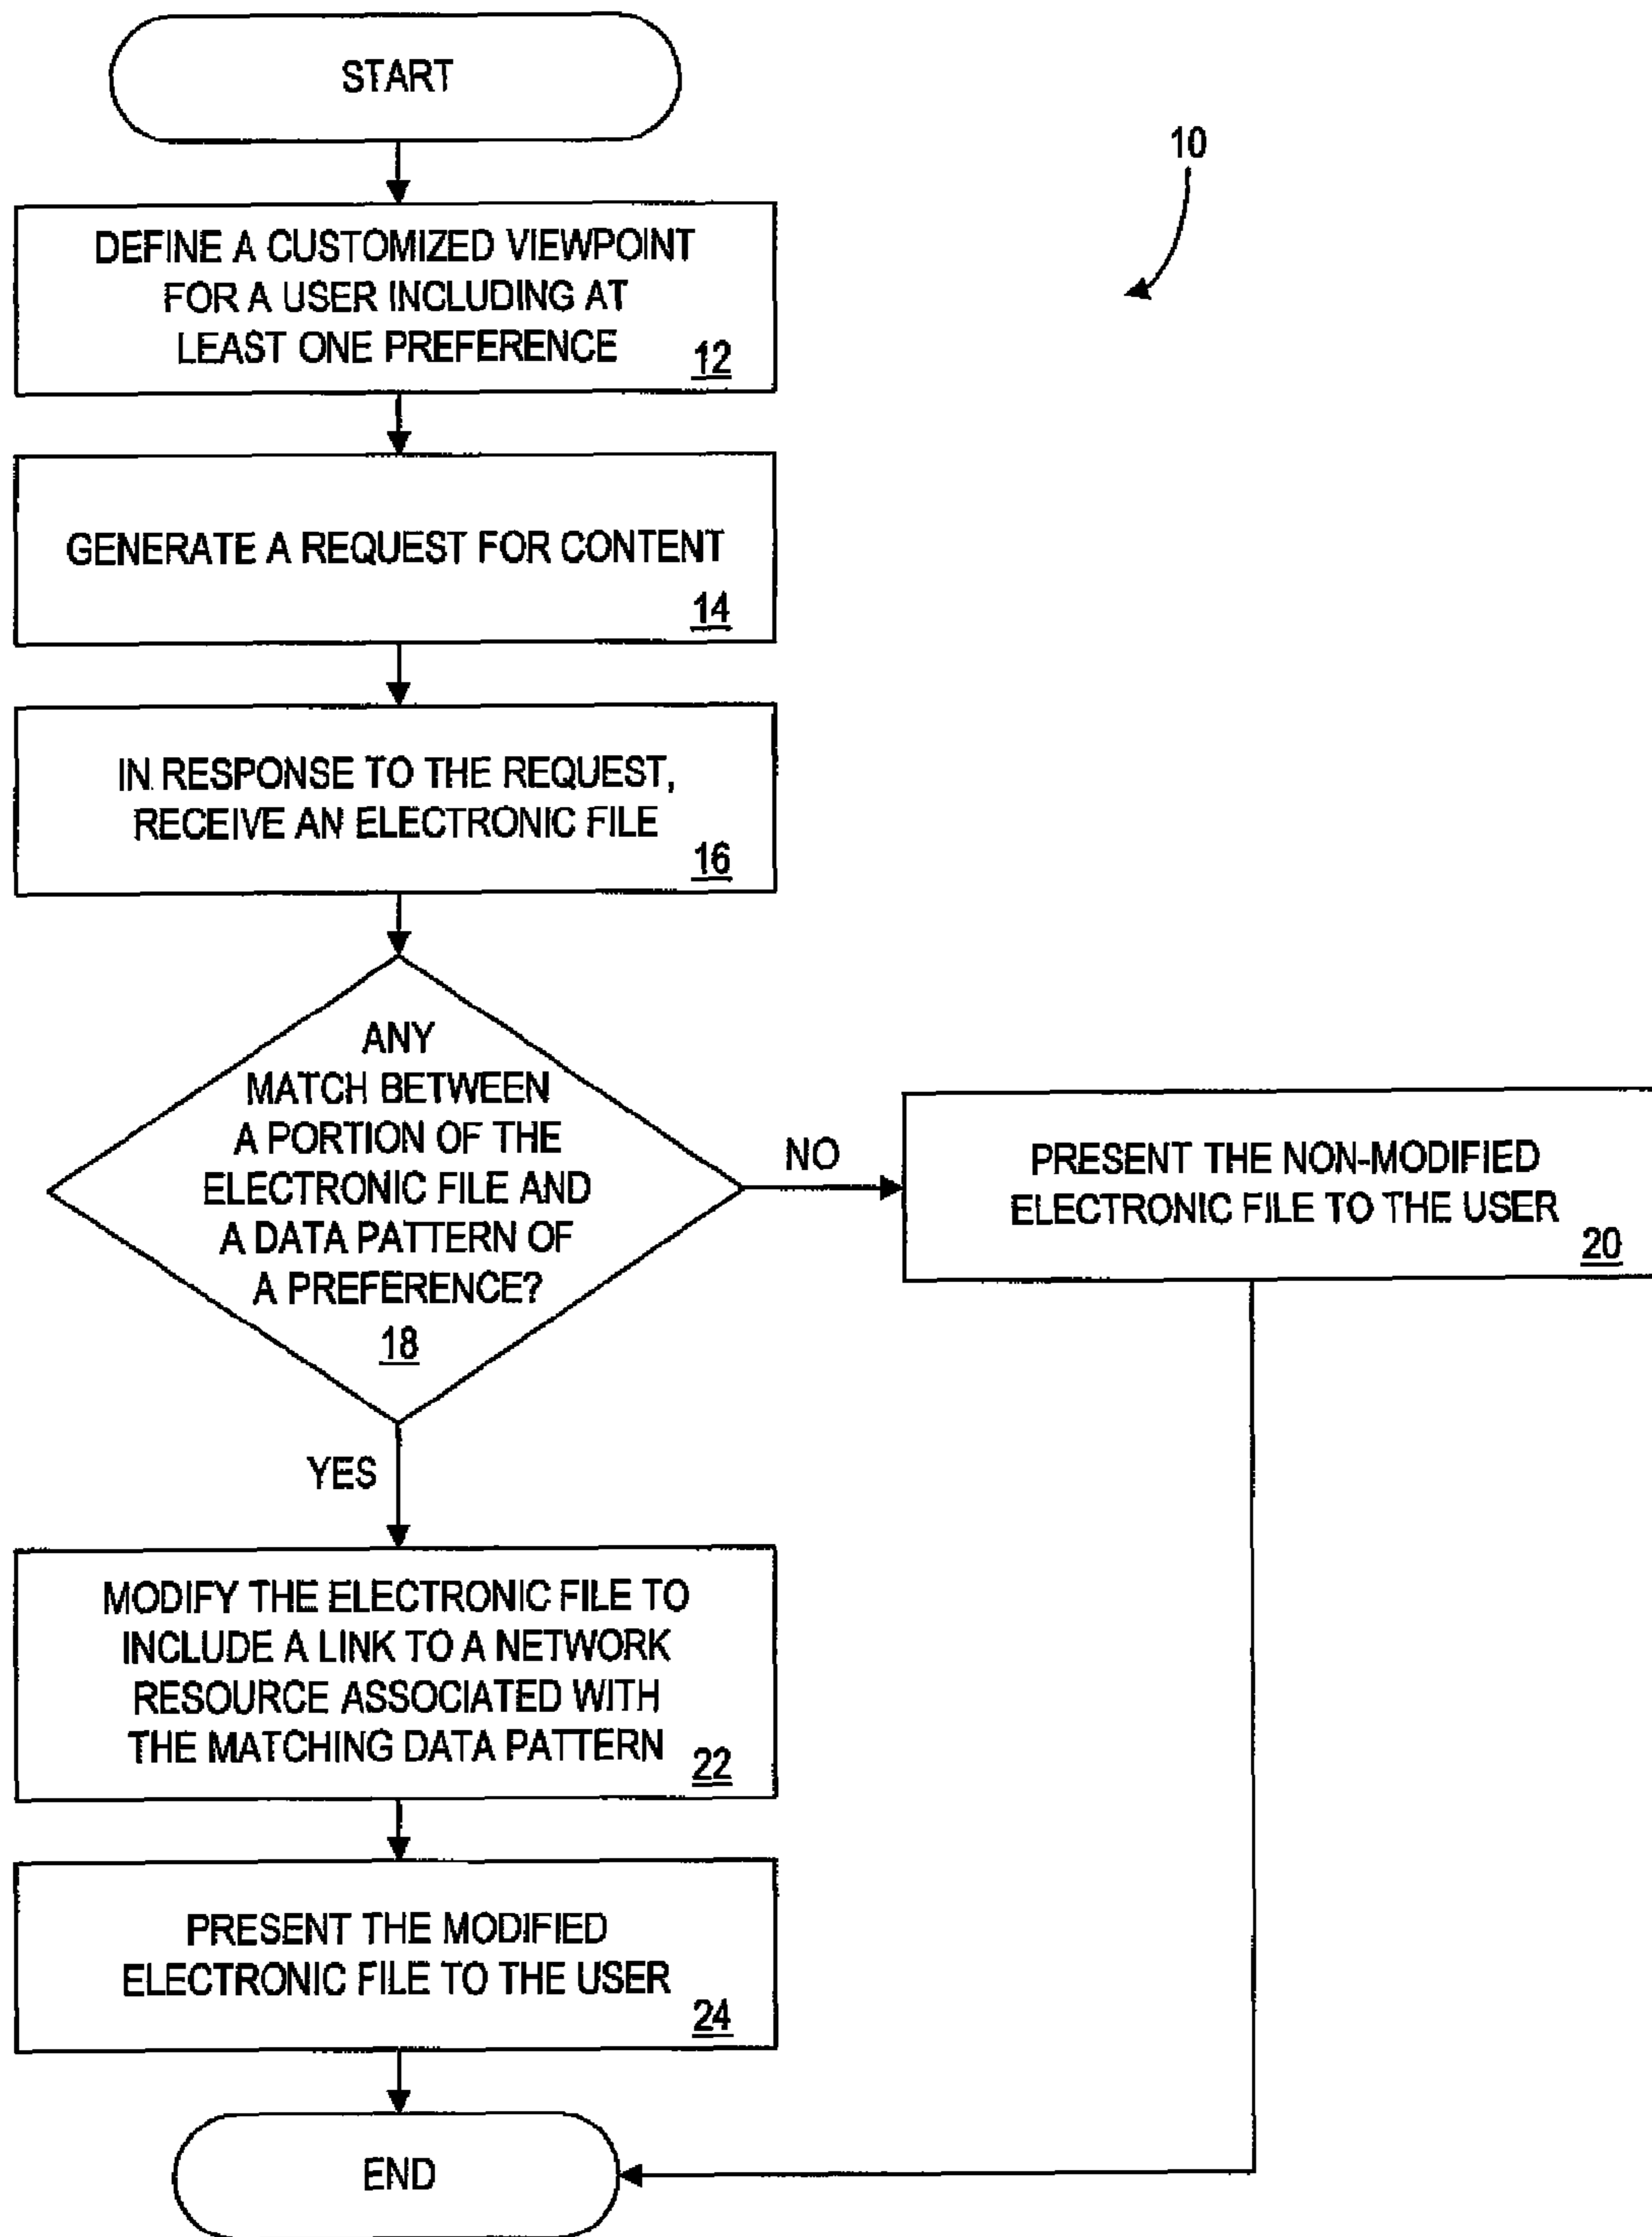 START
10
DEFINE A CUSTOMIZED VIEWPOINT
FOR A USER INCLUDING AT
LEAST ONE PREFERENCE
12
GENERATE A REQUEST FOR CONTENT
14
IN RESPONSE TO THE REQUEST,
RECEIVE AN ELECTRONIC FILE
16
ANY
MATCH BETWEEN
A PORTION OF THE
ELECTRONIC FILE AND
A DATA PATTERN OF
A PREFERENCE?
18
NO
PRESENT THE NON-MODIFIED
ELECTRONIC FILE TO THE USER
20
YES
MODIFY THE ELECTRONIC FILE TO
INCLUDE A LINK TO A NETWORK
RESOURCE ASSOCIATED WITH
THE MATCHING DATA PATTERN
22
PRESENT THE MODIFIED
ELECTRONIC FILE TO THE USER
24
END